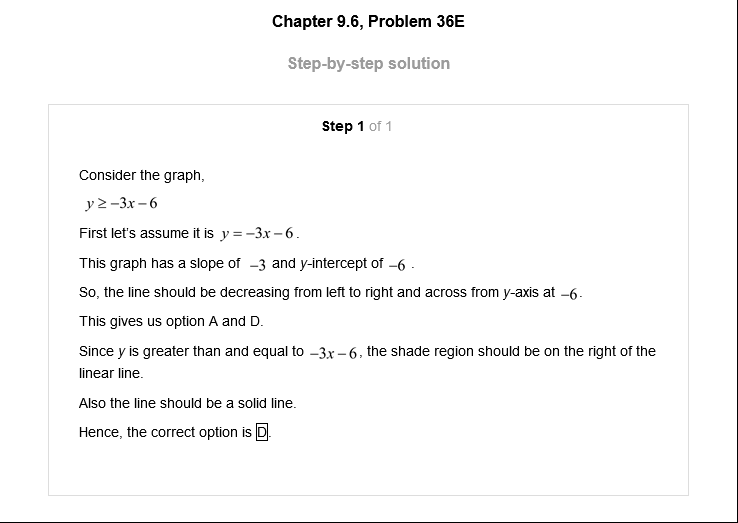 Chapter 9.6, Problem 36E
Step-by-step solution
Step 1 of 1
Consider the graph,
y ≥ −3x − 6
First let's assume it is y = −3x − 6.
This graph has a slope of −3 and y-intercept of −6 .
So, the line should be decreasing from left to right and across from y-axis at −6.
This gives us option A and D.
Since y is greater than and equal to −3x − 6, the shade region should be on the right of the
linear line.
Also the line should be a solid line.
Hence, the correct option is D.